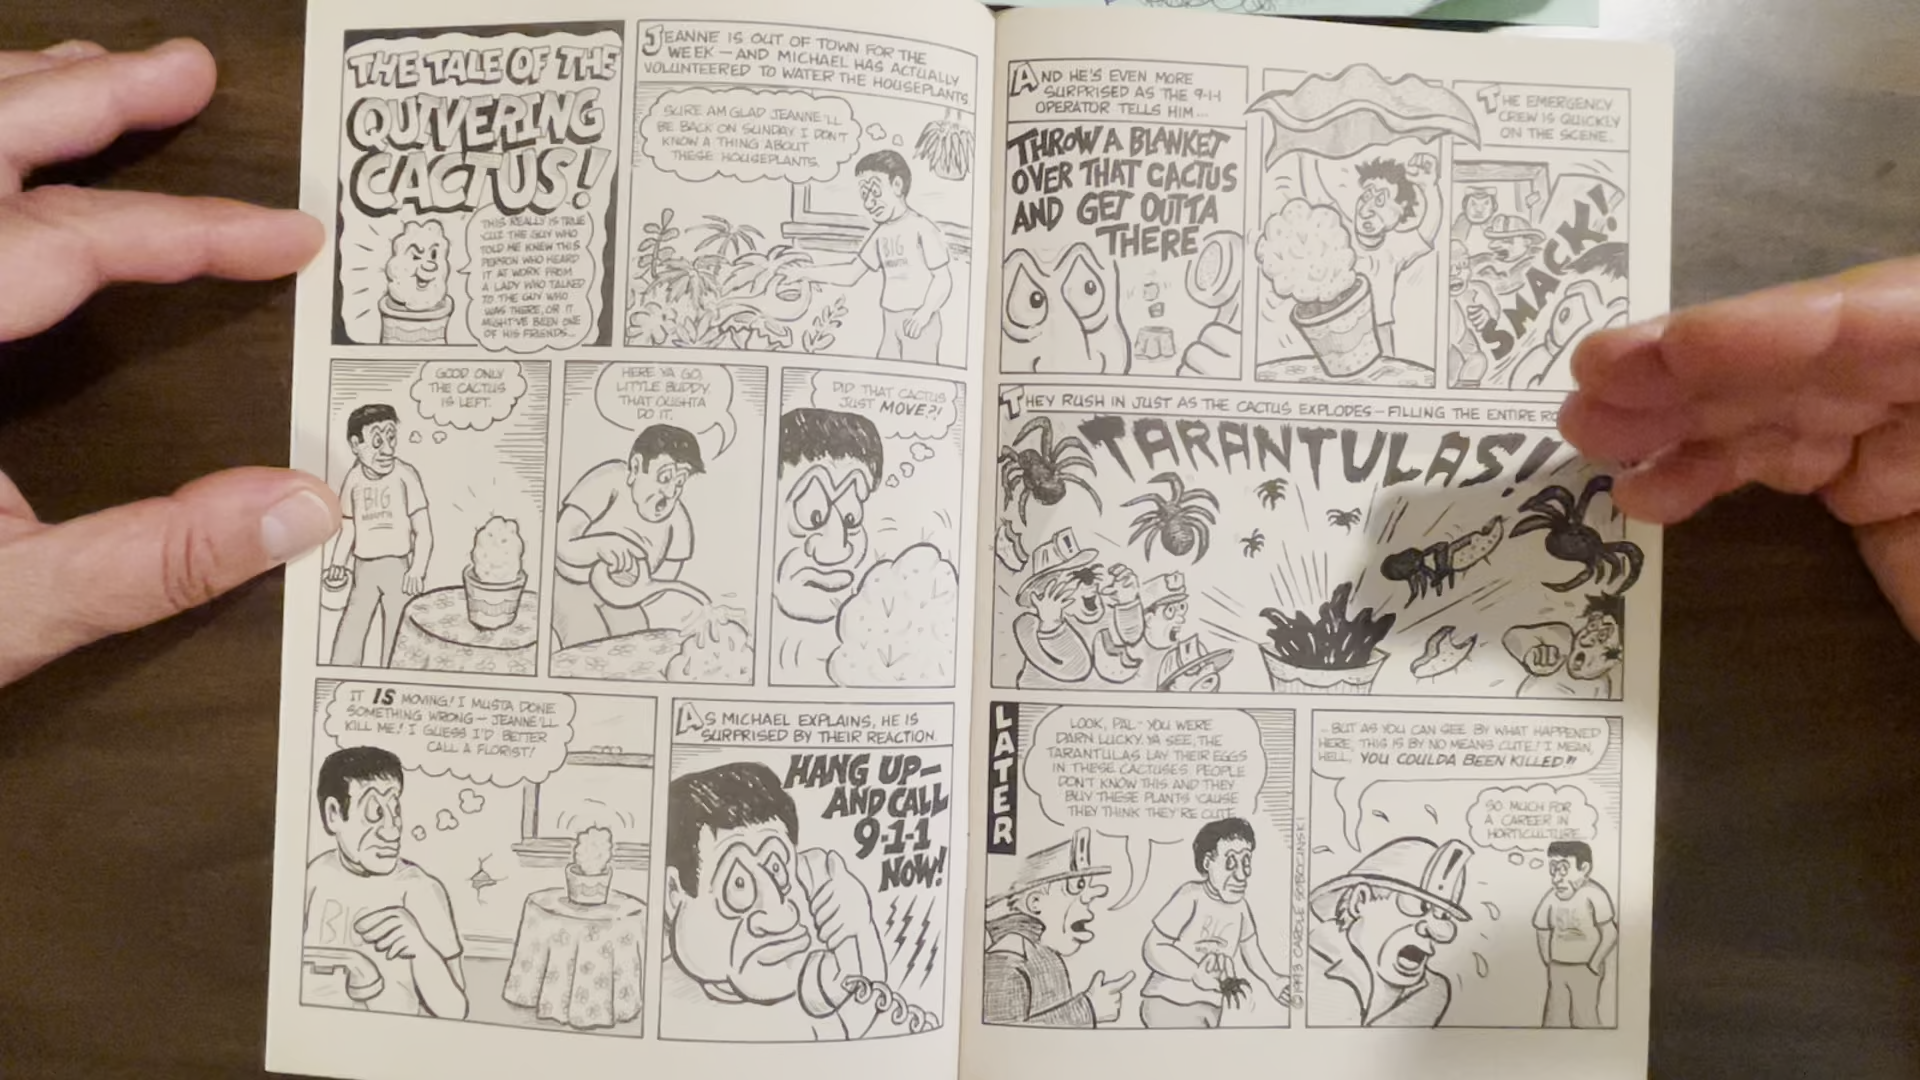 THE TALE OF THE
QUIVERING
CACTUS!
THIS REALLY IS TRUE
'CUZ THE GUY WHO
TOLD ME KNEW THIS
PERSON WHO HEARD
IT AT WORK FROM
A LADY WHO TALKED
TO THE GUY WHO
WAS THERE, OR IT
MIGHT'VE BEEN ONE
OF HIS FRIENDS...
JEANNE IS OUT OF TOWN FOR THE
WEEK — AND MICHAEL HAS ACTUALLY
VOLUNTEERED TO WATER THE HOUSEPLANTS.
SURE AM GLAD JEANNE'LL
BE BACK ON SUNDAY. I DON'T
KNOW A THING ABOUT
THESE HOUSEPLANTS.
BIG
MOUTH
GOOD ONLY
THE CACTUS
IS LEFT.
BIG
MOUTH
HERE YA GO,
LITTLE BUDDY.
THAT OUGHTA
DO IT.
DID THAT CACTUS
JUST MOVE?!
IT IS MOVING! I MUSTA DONE
SOMETHING WRONG — JEANNE'LL
KILL ME! I GUESS I'D BETTER
CALL A FLORIST!
BIG
AS MICHAEL EXPLAINS, HE IS
SURPRISED BY THEIR REACTION.
HANG UP—
AND CALL
9-1-1
NOW!
AND HE'S EVEN MORE
SURPRISED AS THE 9-1-1
OPERATOR TELLS HIM...
THROW A BLANKET
OVER THAT CACTUS
AND GET OUTTA
THERE
THE EMERGENCY
CREW IS QUICKLY
ON THE SCENE.
SMACK!
THEY RUSH IN JUST AS THE CACTUS EXPLODES — FILLING THE ENTIRE
TARANTULAS!
LATER
LOOK, PAL- YOU WERE
DARN LUCKY. YA SEE, THE
TARANTULAS LAY THEIR EGGS
IN THESE CACTUSES. PEOPLE
DON'T KNOW THIS AND THEY
BUY THESE PLANTS 'CAUSE
THEY THINK THEY'RE CUTE
BIG
©1993 CAROLE SOBOCINSKI
...BUT AS YOU CAN SEE BY WHAT HAPPENED
HERE, THIS IS BY NO MEANS CUTE! I MEAN,
HELL, YOU COULDA BEEN KILLED!!
SO MUCH FOR
A CAREER IN
HORTICULTURE...
BIG